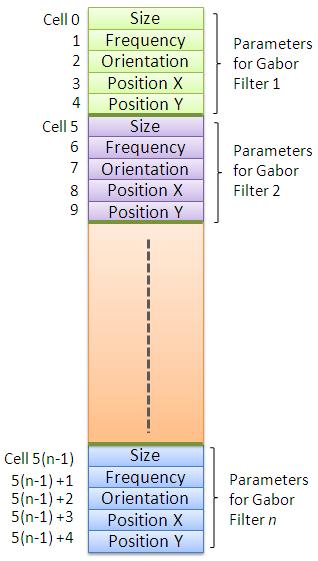 Cell 0 Size
1 Frequency
2 Orientation
3 Position X
4 Position Y
Parameters
for Gabor
Filter 1
Cell 5 Size
6 Frequency
7 Orientation
8 Position X
9 Position Y
Parameters
for Gabor
Filter 2
Cell 5(n-1) Size
5(n-1) +1 Frequency
5(n-1) +2 Orientation
5(n-1) +3 Position X
5(n-1) +4 Position Y
Parameters
for Gabor
Filter n